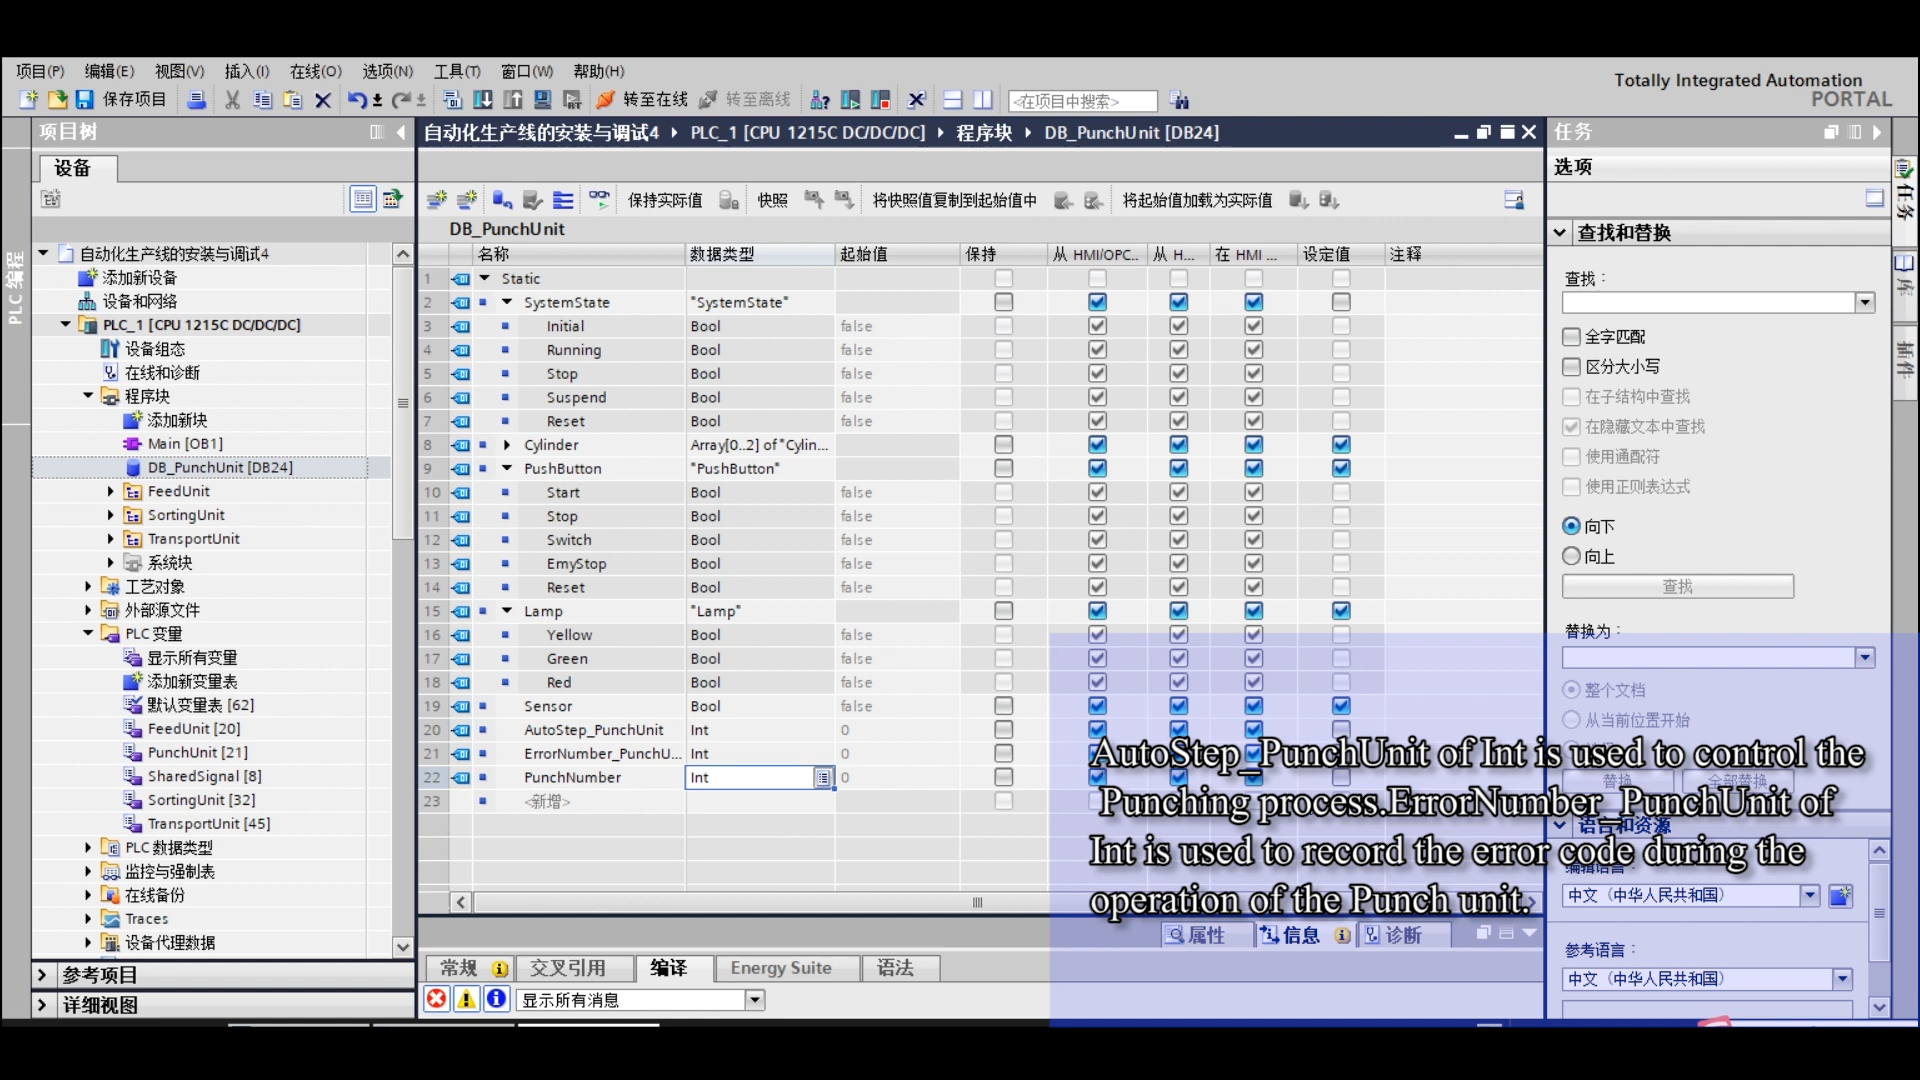 项目(P) 编辑(E) 视图(V) 插入(I) 在线(O) 选项(N) 工具(T) 窗口(W) 帮助(H)
Totally Integrated Automation
PORTAL
保存项目 转至在线 转至离线 <在项目中搜索>
项目树
自动化生产线的安装与调试4 PLC_1 [CPU 1215C DC/DC/DC] 程序块 DB_PunchUnit [DB24]
任务
设备
PLC 编程
自动化生产线的安装与调试4
添加新设备
设备和网络
PLC_1 [CPU 1215C DC/DC/DC]
设备组态
在线和诊断
程序块
添加新块
Main [OB1]
DB_PunchUnit [DB24]
FeedUnit
SortingUnit
TransportUnit
系统块
工艺对象
外部源文件
PLC 变量
显示所有变量
添加新变量表
默认变量表 [62]
FeedUnit [20]
PunchUnit [21]
SharedSignal [8]
SortingUnit [32]
TransportUnit [45]
PLC 数据类型
监控与强制表
在线备份
Traces
设备代理数据
参考项目
详细视图
保持实际值 快照 将快照值复制到起始值中 将起始值加载为实际值
DB_PunchUnit
名称 数据类型 起始值 保持 从 HMI/OPC.. 从 H... 在 HMI ... 设定值 注释
1 Static
2 SystemState "SystemState"
3 Initial Bool false
4 Running Bool false
5 Stop Bool false
6 Suspend Bool false
7 Reset Bool false
8 Cylinder Array[0..2] of "Cylin...
9 PushButton "PushButton"
10 Start Bool false
11 Stop Bool false
12 Switch Bool false
13 EmyStop Bool false
14 Reset Bool false
15 Lamp "Lamp"
16 Yellow Bool false
17 Green Bool false
18 Red Bool false
19 Sensor Bool false
20 AutoStep_PunchUnit Int 0
21 ErrorNumber_PunchU... Int 0
22 PunchNumber Int 0
23 <新增>
属性 信息 诊断
常规 交叉引用 编译 Energy Suite 语法
显示所有消息
选项
查找和替换
查找：
全字匹配
区分大小写
在子结构中查找
在隐藏文本中查找
使用通配符
使用正则表达式
向下
向上
查找
替换为：
整个文档
从当前位置开始
替换 全部替换
语言和资源
编辑语言：
中文（中华人民共和国）
参考语言：
中文（中华人民共和国）
任务
库
插件
AutoStep_PunchUnit of Int is used to control the
Punching process.ErrorNumber_PunchUnit of
Int is used to record the error code during the
operation of the Punch unit.